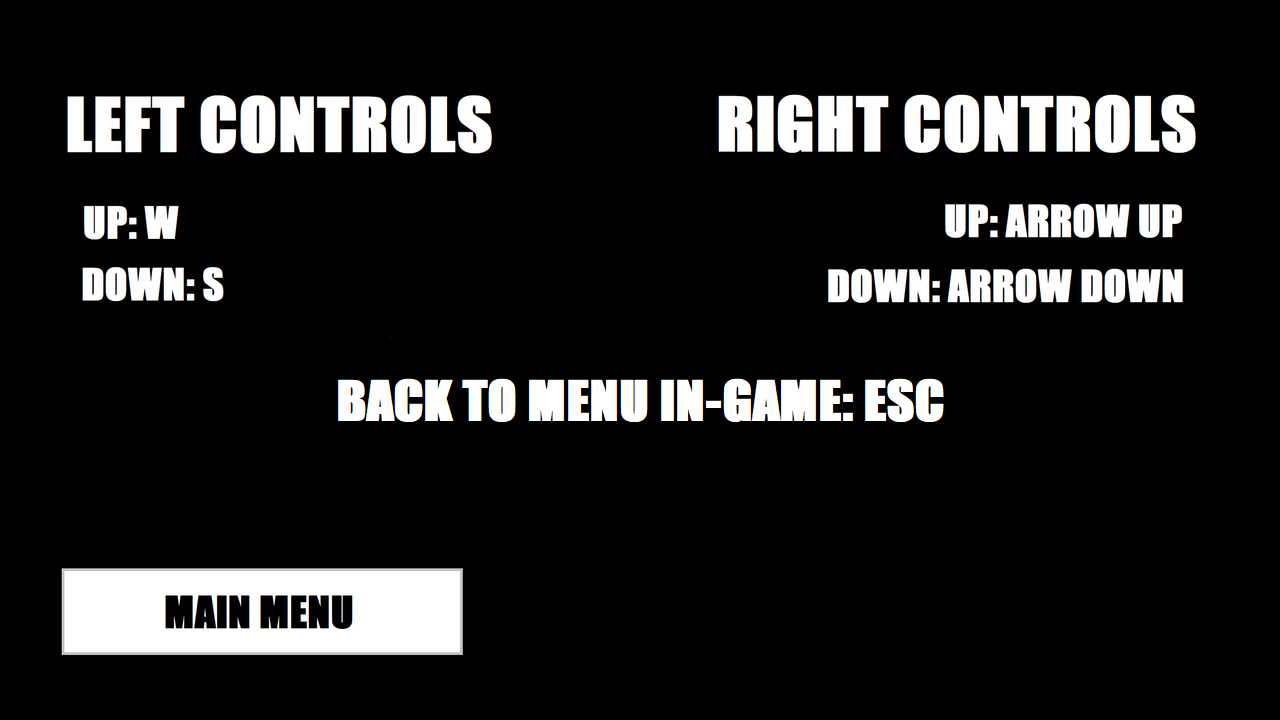 LEFT CONTROLS
UP: W
DOWN: S
RIGHT CONTROLS
UP: ARROW UP
DOWN: ARROW DOWN
BACK TO MENU IN-GAME: ESC
MAIN MENU